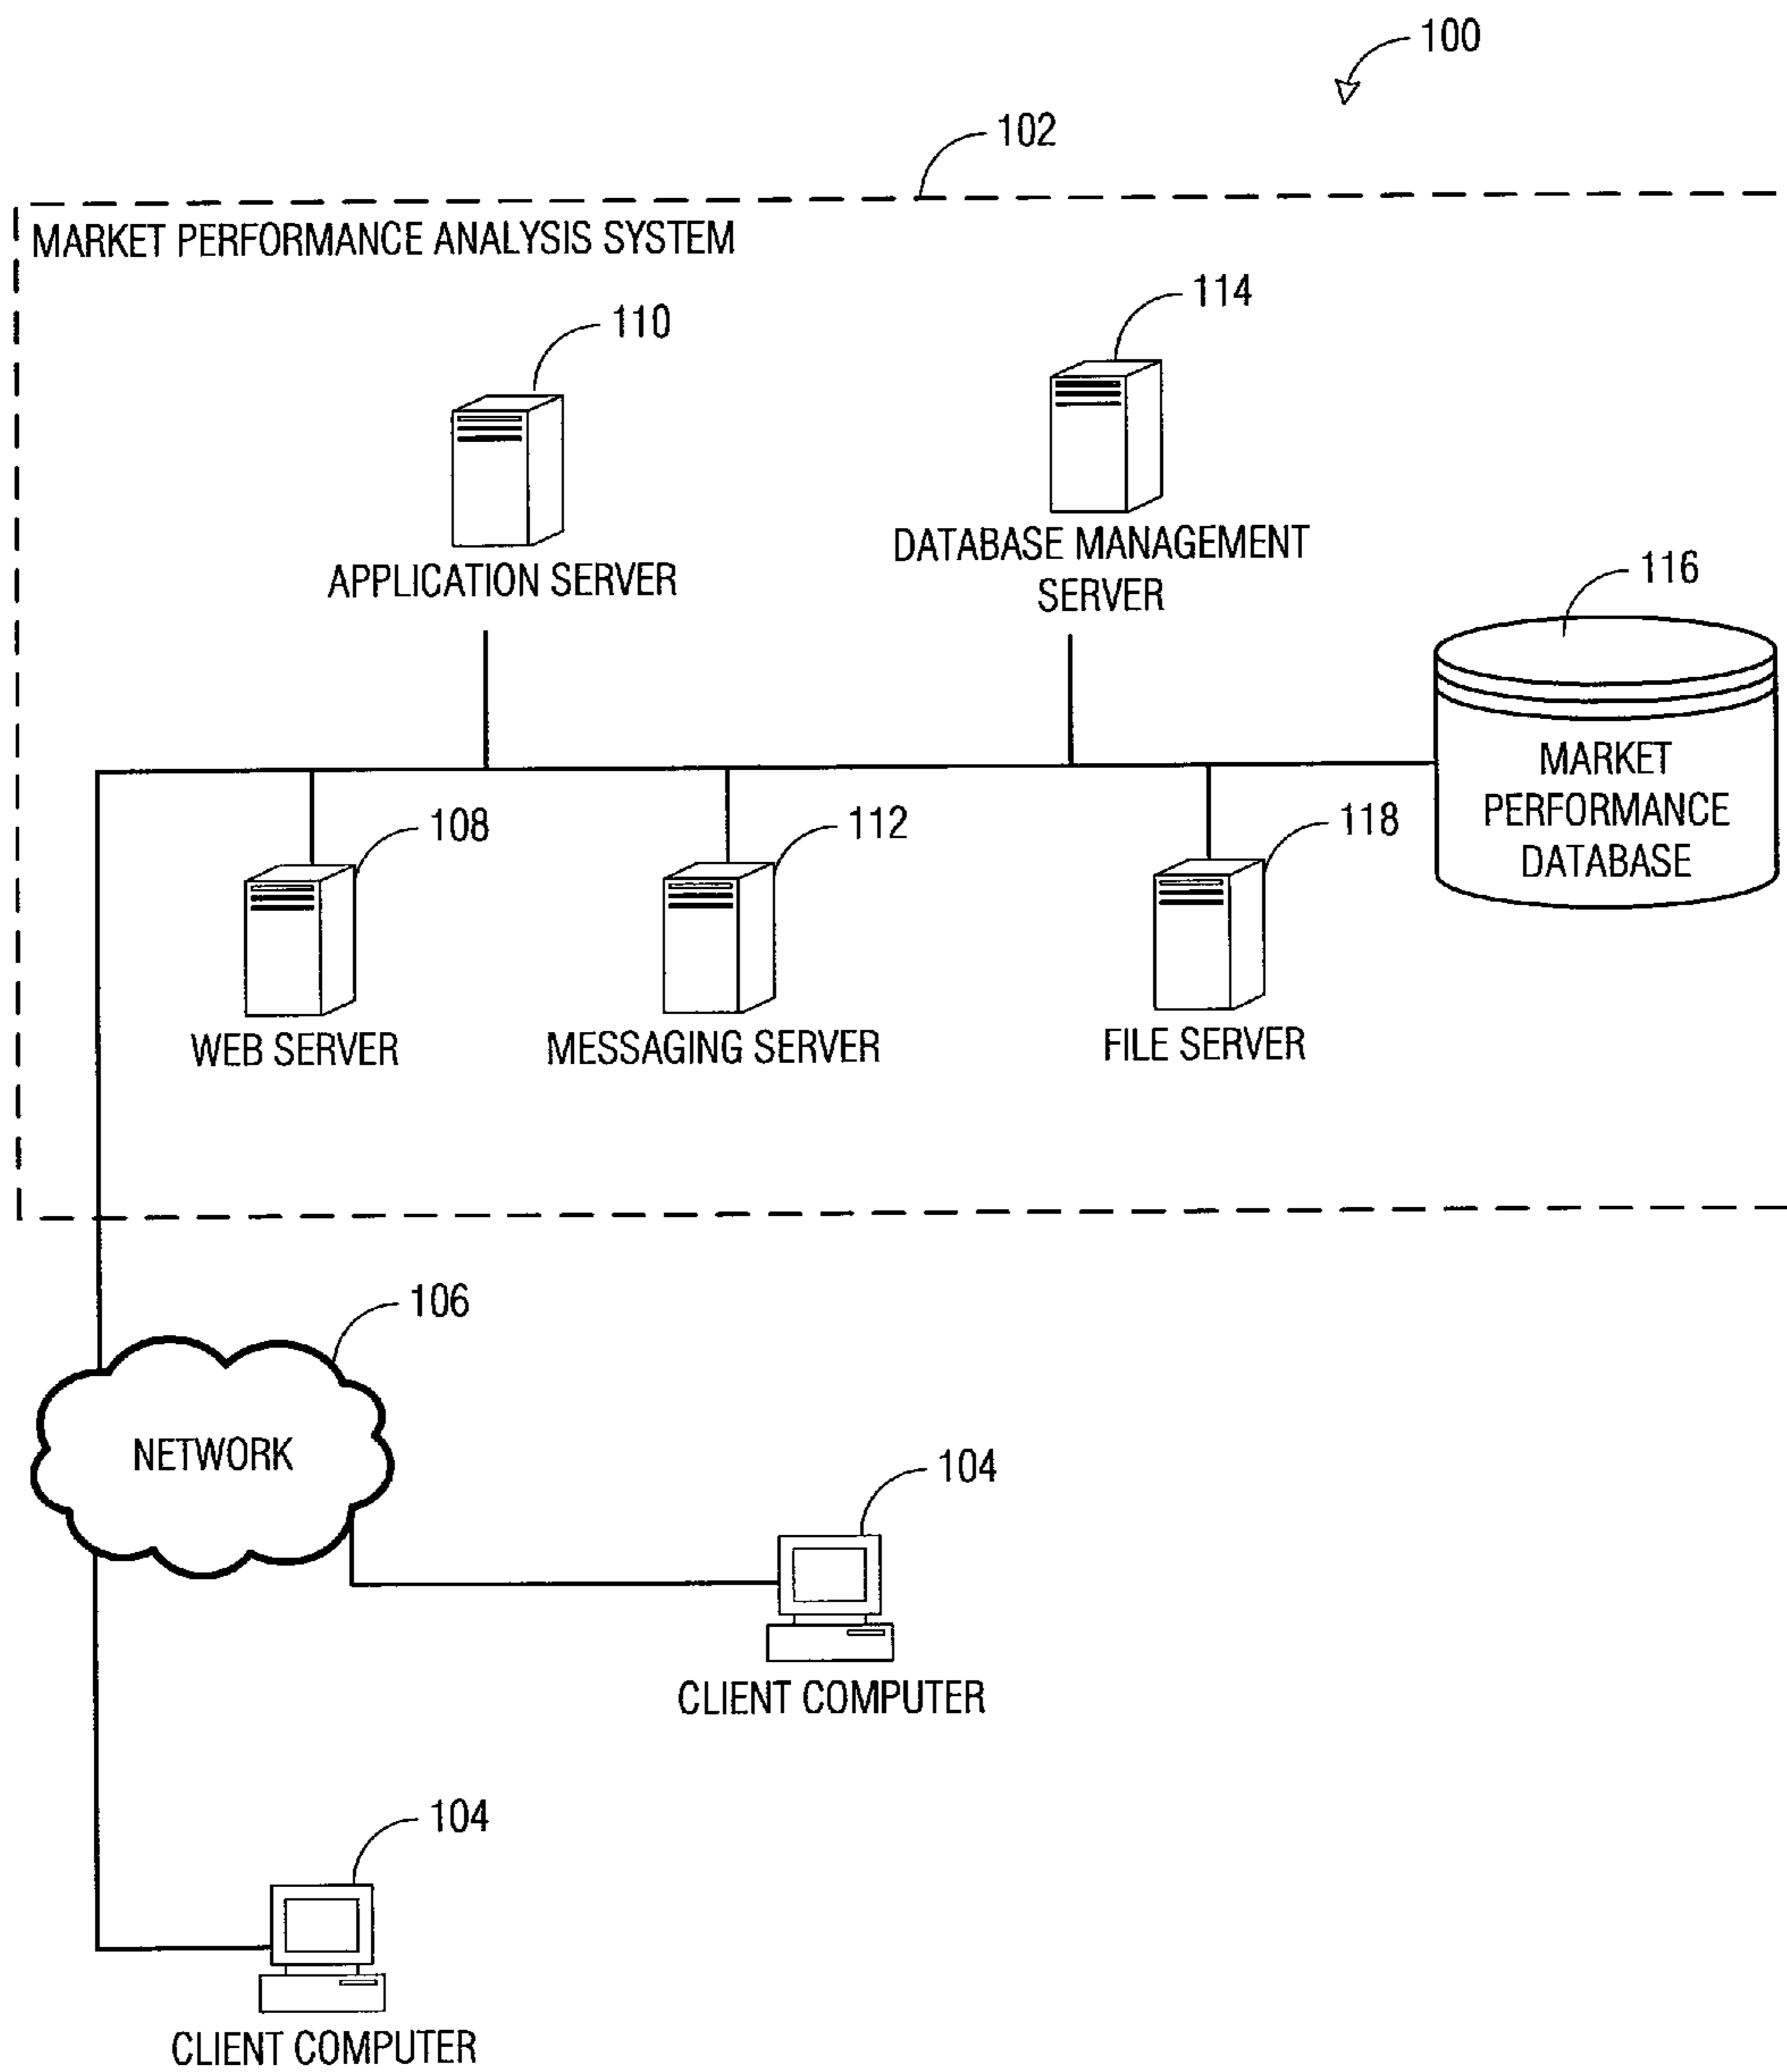 100
102
MARKET PERFORMANCE ANALYSIS SYSTEM
110
114
APPLICATION SERVER
DATABASE MANAGEMENT
SERVER
116
MARKET
PERFORMANCE
DATABASE
108
112
118
WEB SERVER
MESSAGING SERVER
FILE SERVER
106
NETWORK
104
CLIENT COMPUTER
104
CLIENT COMPUTER